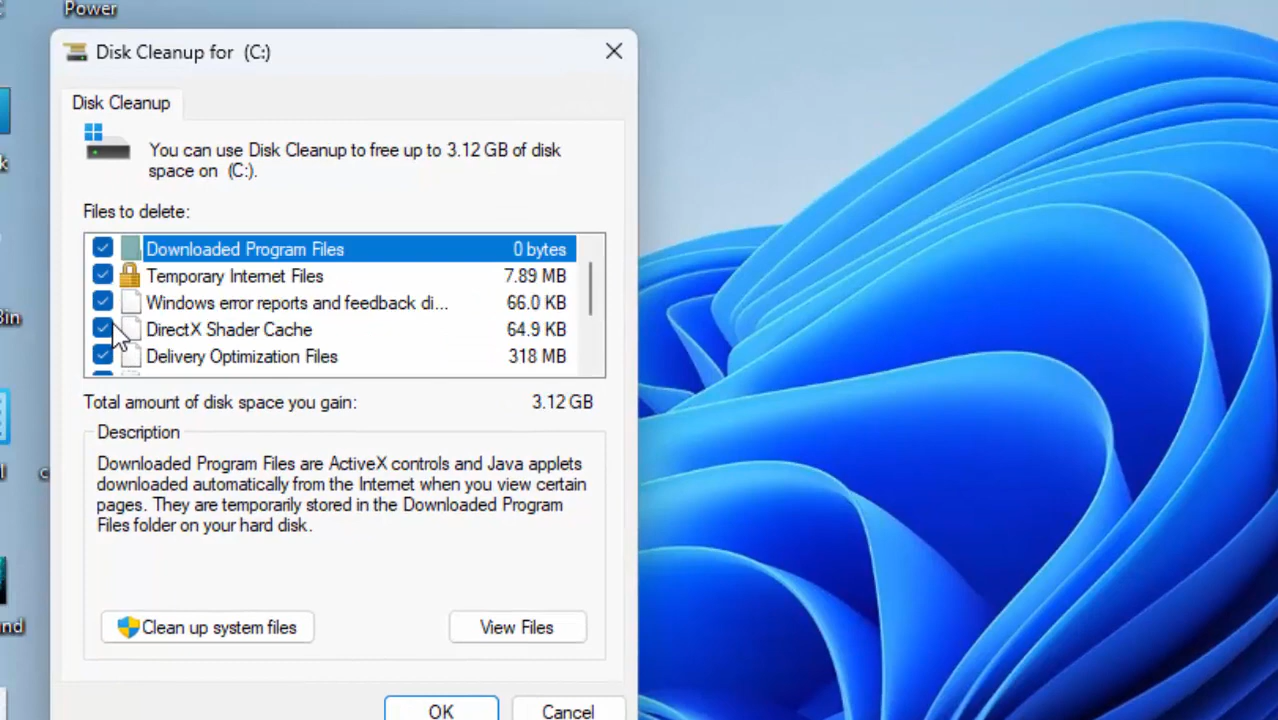 Power
Disk Cleanup for (C:)
Disk Cleanup
You can use Disk Cleanup to free up to 3.12 GB of disk
space on (C:).
Files to delete:
Downloaded Program Files 0 bytes
Temporary Internet Files 7.89 MB
Windows error reports and feedback di... 66.0 KB
DirectX Shader Cache 64.9 KB
Delivery Optimization Files 318 MB
Total amount of disk space you gain: 3.12 GB
Description
Downloaded Program Files are ActiveX controls and Java applets
downloaded automatically from the Internet when you view certain
pages. They are temporarily stored in the Downloaded Program
Files folder on your hard disk.
Clean up system files View Files
OK Cancel